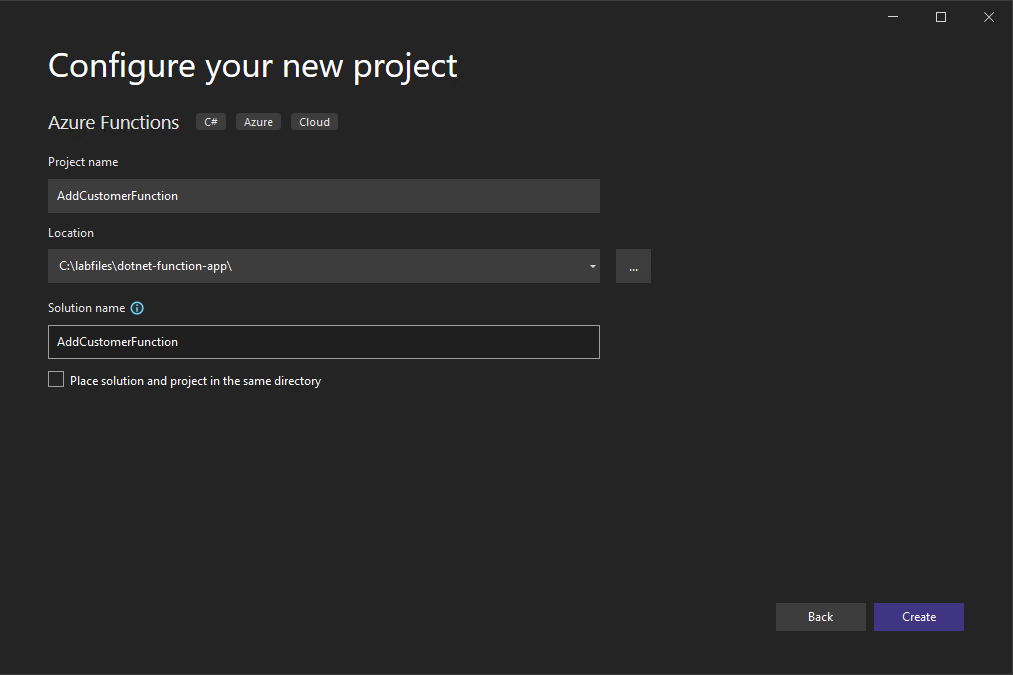 Configure your new project
Azure Functions C# Azure Cloud
Project name
AddCustomerFunction
Location
C:\labfiles\dotnet-function-app\
...
Solution name
AddCustomerFunction
Place solution and project in the same directory
Back Create